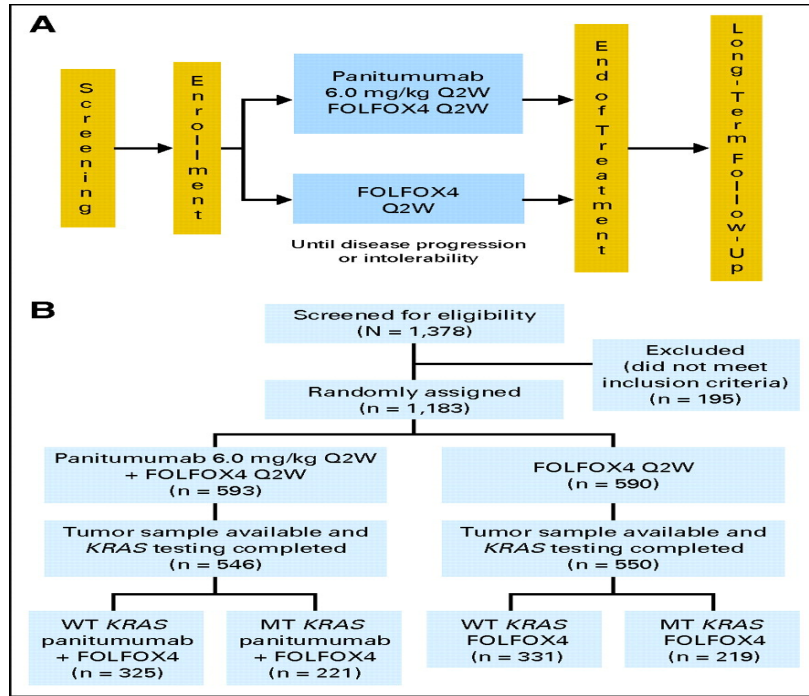 A
Screening
Enrollment
Panitumumab
6.0 mg/kg Q2W
FOLFOX4 Q2W
FOLFOX4
Q2W
Until disease progression
or intolerability
End of Treatment
Long-Term Follow-Up
B
Screened for eligibility
(N = 1,378)
Excluded
(did not meet
inclusion criteria)
(n = 195)
Randomly assigned
(n = 1,183)
Panitumumab 6.0 mg/kg Q2W
+ FOLFOX4 Q2W
(n = 593)
FOLFOX4 Q2W
(n = 590)
Tumor sample available and
KRAS testing completed
(n = 546)
Tumor sample available and
KRAS testing completed
(n = 550)
WT KRAS
panitumumab
+ FOLFOX4
(n = 325)
MT KRAS
panitumumab
+ FOLFOX4
(n = 221)
WT KRAS
FOLFOX4
(n = 331)
MT KRAS
FOLFOX4
(n = 219)